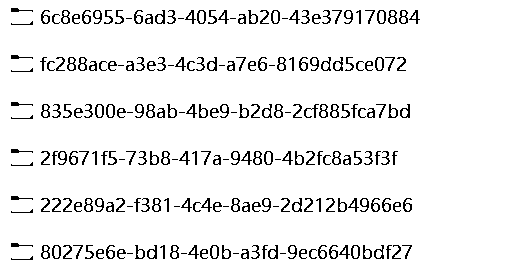 6c8e6955-6ad3-4054-ab20-43e379170884
fc288ace-a3e3-4c3d-a7e6-8169dd5ce072
835e300e-98ab-4be9-b2d8-2cf885fca7bd
2f9671f5-73b8-417a-9480-4b2fc8a53f3f
222e89a2-f381-4c4e-8ae9-2d212b4966e6
80275e6e-bd18-4e0b-a3fd-9ec6640bdf27